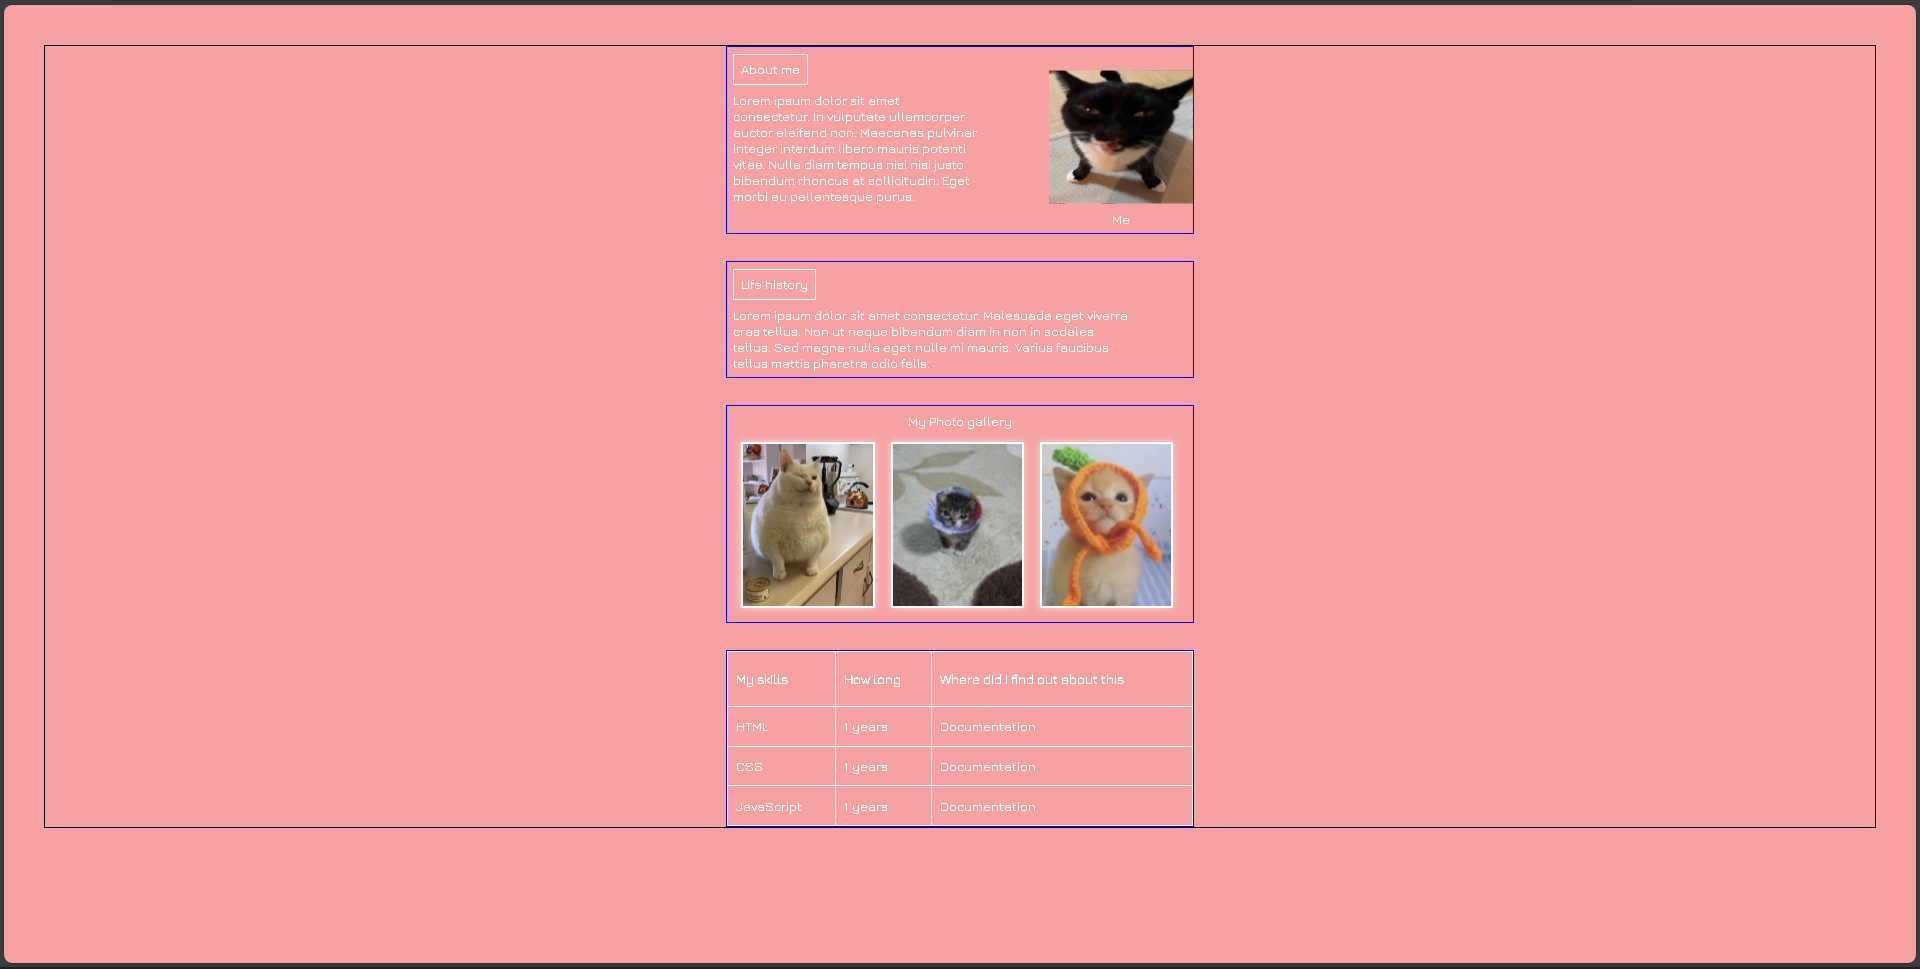 About me
Lorem ipsum dolor sit amet
consectetur. In vulputate ullamcorper
auctor eleifend non. Maecenas pulvinar
integer interdum libero mauris potenti
vitae. Nulla diam tempus nisi nisi justo
bibendum rhoncus at sollicitudin. Eget
morbi eu pellentesque purus.
Me
Life history
Lorem ipsum dolor sit amet consectetur. Malesuada eget viverra
cras tellus. Non ut neque bibendum diam in non in sodales
tellus. Sed magna nulla eget nulla mi mauris. Varius faucibus
tellus mattis pharetra odio felis.
My Photo gallery
My skills How long Where did I find out about this
HTML 1 years Documentation
CSS 1 years Documentation
JavaScript 1 years Documentation